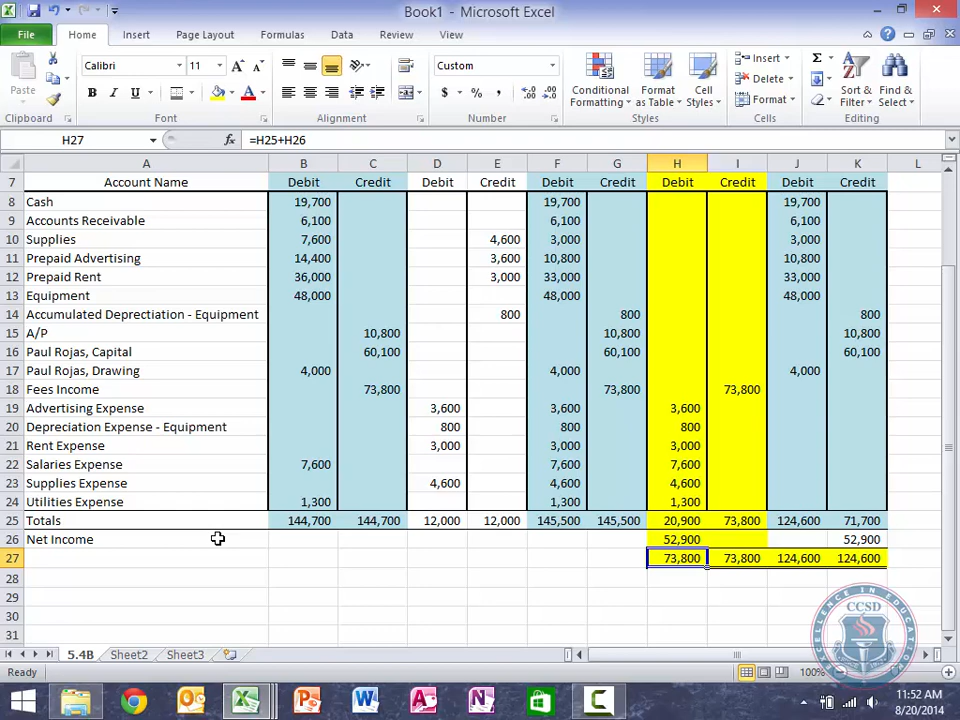 Book1 - Microsoft Excel
File Home Insert Page Layout Formulas Data Review View
Paste
Clipboard
Calibri 11
B I U
Font
Alignment
Custom
$ % ,
Number
Conditional Formatting
Format as Table
Cell Styles
Styles
Insert
Delete
Format
Cells
Sort & Filter
Find & Select
Editing
H27 fx =H25+H26
A B C D E F G H I J K L
7 Account Name Debit Credit Debit Credit Debit Credit Debit Credit Debit Credit
8 Cash 19,700 19,700 19,700
9 Accounts Receivable 6,100 6,100 6,100
10 Supplies 7,600 4,600 3,000 3,000
11 Prepaid Advertising 14,400 3,600 10,800 10,800
12 Prepaid Rent 36,000 3,000 33,000 33,000
13 Equipment 48,000 48,000 48,000
14 Accumulated Depreciation - Equipment 800 800 800
15 A/P 10,800 10,800 10,800
16 Paul Rojas, Capital 60,100 60,100 60,100
17 Paul Rojas, Drawing 4,000 4,000 4,000
18 Fees Income 73,800 73,800 73,800
19 Advertising Expense 3,600 3,600 3,600
20 Depreciation Expense - Equipment 800 800 800
21 Rent Expense 3,000 3,000 3,000
22 Salaries Expense 7,600 7,600 7,600
23 Supplies Expense 4,600 4,600 4,600
24 Utilities Expense 1,300 1,300 1,300
25 Totals 144,700 144,700 12,000 12,000 145,500 145,500 20,900 73,800 124,600 71,700
26 Net Income 52,900 52,900
27 73,800 73,800 124,600 124,600
28
29
30
31
CCSD
5.4B Sheet2 Sheet3
Ready 100%
11:52 AM
8/20/2014